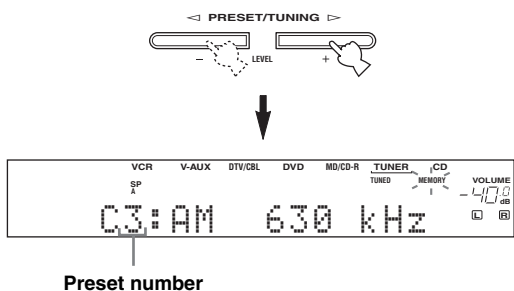 ◁ PRESET/TUNING ▷
– LEVEL +
VCR V-AUX DTV/CBL DVD MD/CD-R TUNER CD
TUNED MEMORY VOLUME
SP
A
-40.0 dB
L R
C3:AM 630 kHz
Preset number